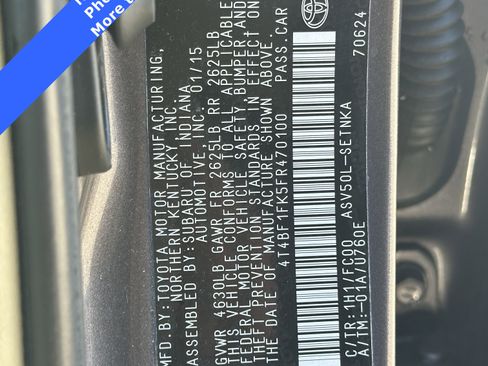 MFD.BY:TOYOTA MOTOR MANUFACTURING,
NORTHERN KENTUCKY, INC.
ASSEMBLED BY:SUBARU OF INDIANA
AUTOMOTIVE, INC. 01/15
GVWR 4630LB GAWR FR 2625LB RR 2625LB
THIS VEHICLE CONFORMS TO ALL APPLICABLE
FEDERAL MOTOR VEHICLE SAFETY, BUMPER, AND
THEFT PREVENTION STANDARDS IN EFFECT ON
THE DATE OF MANUFACTURE SHOWN ABOVE.
4T4BF1FK5FR470100 PASS.CAR
C/TR:1H1/FC00 ASV50L-SETNKA
A/TM:-01A/U760E 70624